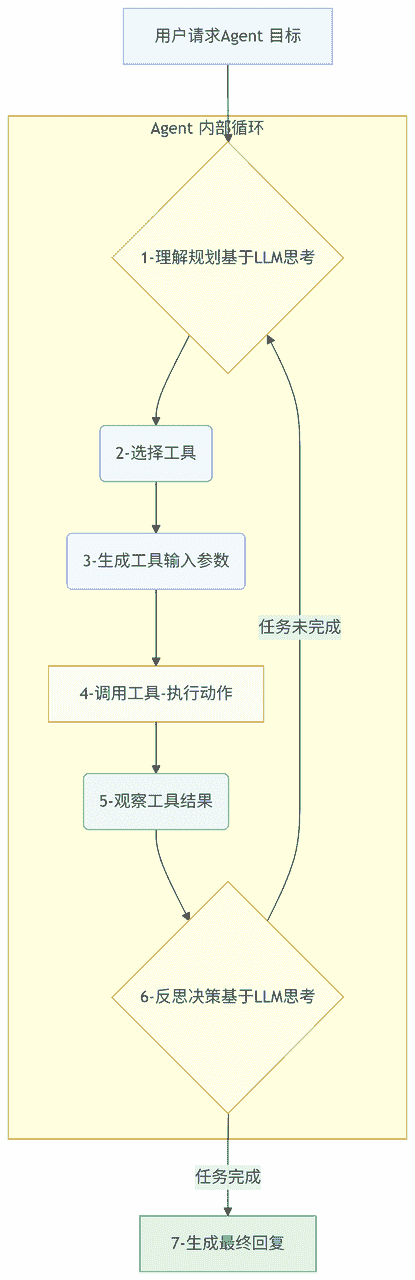 用户请求Agent 目标
Agent 内部循环
1-理解规划基于LLM思考
2-选择工具
3-生成工具输入参数
任务未完成
4-调用工具-执行动作
5-观察工具结果
6-反思决策基于LLM思考
任务完成
7-生成最终回复